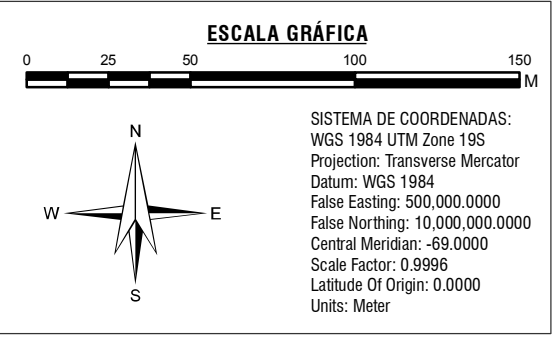 ESCALA GRÁFICA
0 25 50 100 150
M
N
W E
S
SISTEMA DE COORDENADAS:
WGS 1984 UTM Zone 19S
Projection: Transverse Mercator
Datum: WGS 1984
False Easting: 500,000.0000
False Northing: 10,000,000.0000
Central Meridian: -69.0000
Scale Factor: 0.9996
Latitude Of Origin: 0.0000
Units: Meter